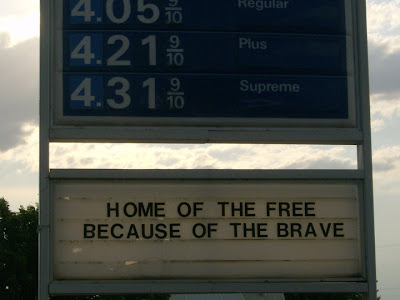 4.05 9/10 Regular
4.21 9/10 Plus
4.31 9/10 Supreme
HOME OF THE FREE
BECAUSE OF THE BRAVE